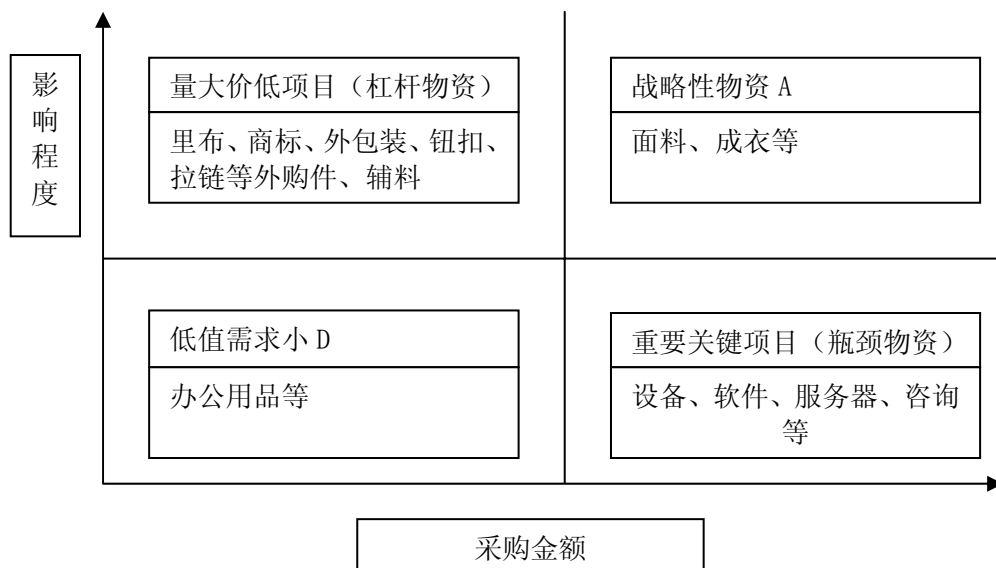 影
响
程
度
量大价低项目（杠杆物资）
里布、商标、外包装、钮扣、
拉链等外购件、辅料
战略性物资 A
面料、成衣等
低值需求小 D
办公用品等
重要关键项目（瓶颈物资）
设备、软件、服务器、咨询
等
采购金额